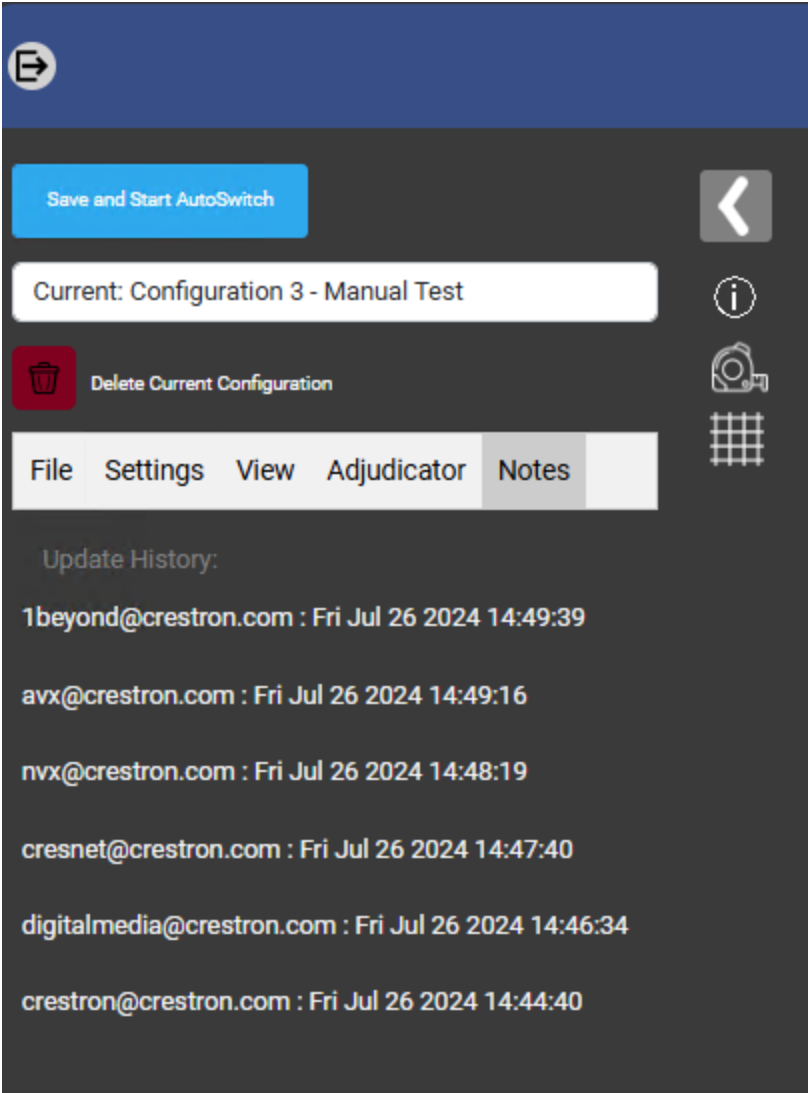 Save and Start AutoSwitch
Current: Configuration 3 - Manual Test
Delete Current Configuration
File Settings View Adjudicator Notes
Update History:
1beyond@crestron.com : Fri Jul 26 2024 14:49:39
avx@crestron.com : Fri Jul 26 2024 14:49:16
nvx@crestron.com : Fri Jul 26 2024 14:48:19
cresnet@crestron.com : Fri Jul 26 2024 14:47:40
digitalmedia@crestron.com : Fri Jul 26 2024 14:46:34
crestron@crestron.com : Fri Jul 26 2024 14:44:40